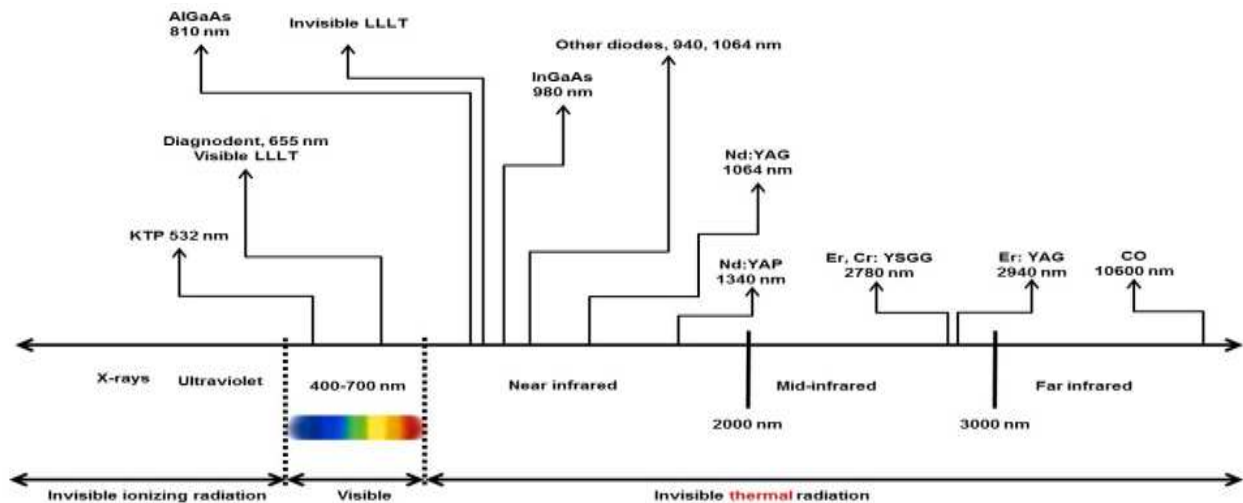 AlGaAs
810 nm
Invisible LLLT
Other diodes, 940, 1064 nm
InGaAs
980 nm
Diagnodent, 655 nm
Visible LLLT
Nd:YAG
1064 nm
KTP 532 nm
Nd:YAP
1340 nm
Er, Cr: YSGG
2780 nm
Er: YAG
2940 nm
CO
10600 nm
X-rays
Ultraviolet
400-700 nm
Near infrared
Mid-infrared
Far infrared
2000 nm
3000 nm
Invisible ionizing radiation
Visible
Invisible thermal radiation